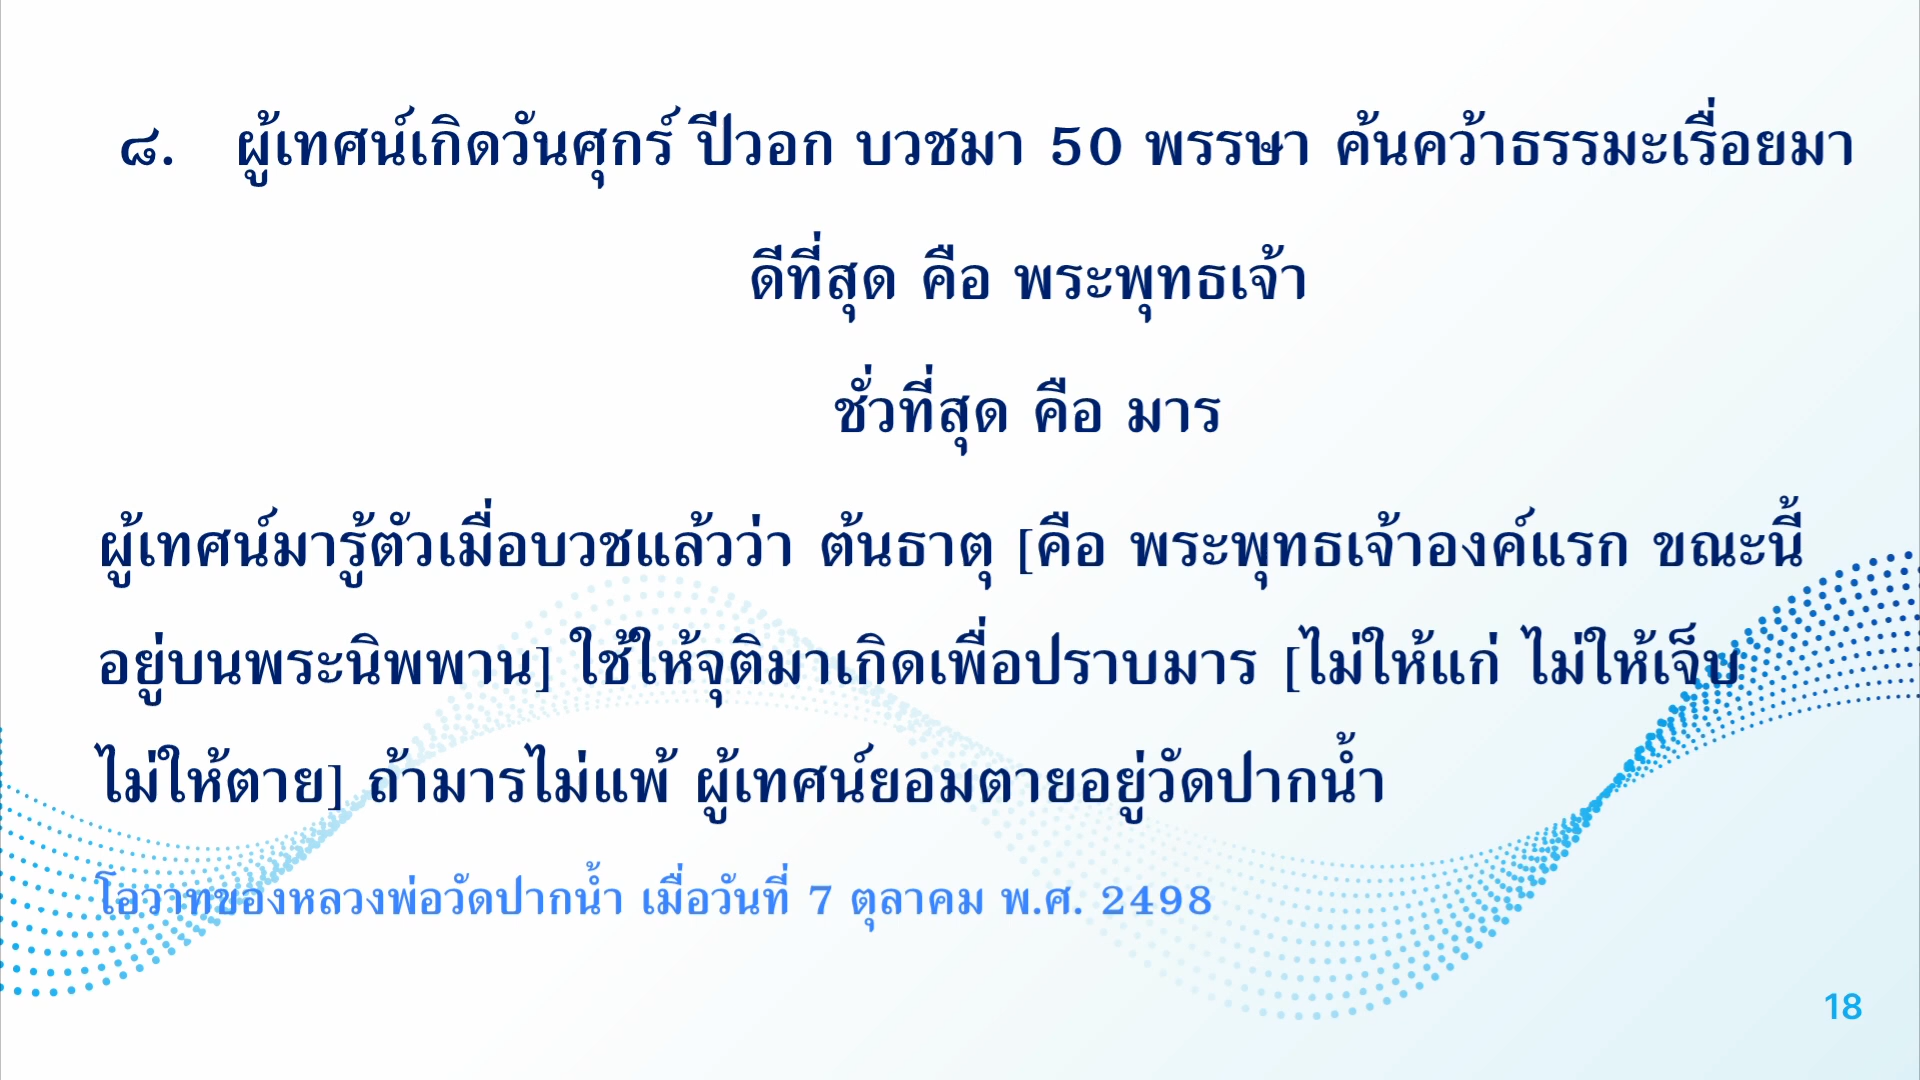 ๘. ผู้เทศน์เกิดวันศุกร์ ปีวอก บวชมา 50 พรรษา ค้นคว้าธรรมะเรื่อยมา
ดีที่สุด คือ พระพุทธเจ้า
ชั่วที่สุด คือ มาร
ผู้เทศน์มารู้ตัวเมื่อบวชแล้วว่า ต้นธาตุ [คือ พระพุทธเจ้าองค์แรก ขณะนี้
อยู่บนพระนิพพาน] ใช้ให้จุติมาเกิดเพื่อปราบมาร [ไม่ให้แก่ ไม่ให้เจ็บ
ไม่ให้ตาย] ถ้ามารไม่แพ้ ผู้เทศน์ยอมตายอยู่วัดปากน้ำ
โอวาทของหลวงพ่อวัดปากน้ำ เมื่อวันที่ 7 ตุลาคม พ.ศ. 2498
18